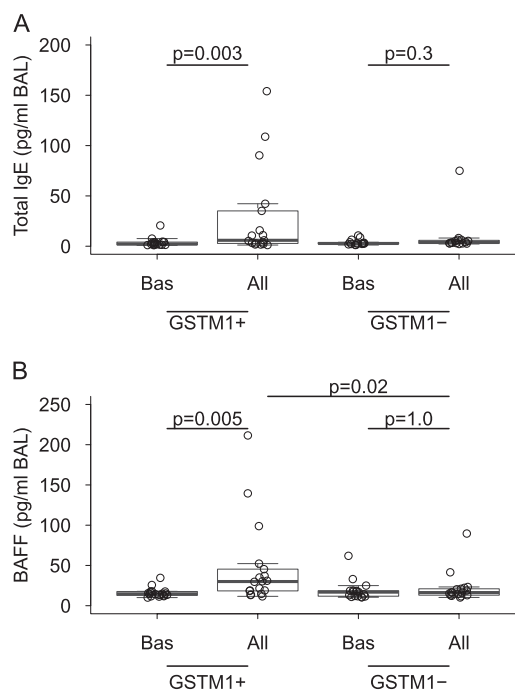 A
200
150
100
50
0
Total IgE (pg/ml BAL)
p=0.003
p=0.3
Bas
All
Bas
All
GSTM1+
GSTM1−
B
250
200
150
100
50
0
BAFF (pg/ml BAL)
p=0.02
p=0.005
p=1.0
Bas
All
Bas
All
GSTM1+
GSTM1−